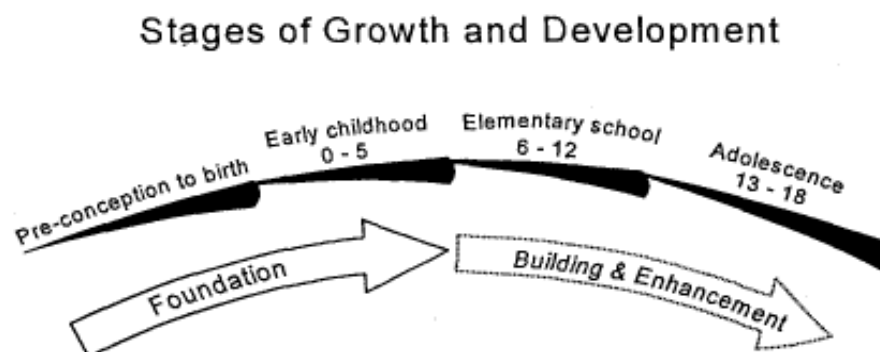 Stages of Growth and Development
Pre-conception to birth
Early childhood
0 - 5
Elementary school
6 - 12
Adolescence
13 - 18
Foundation
Building & Enhancement